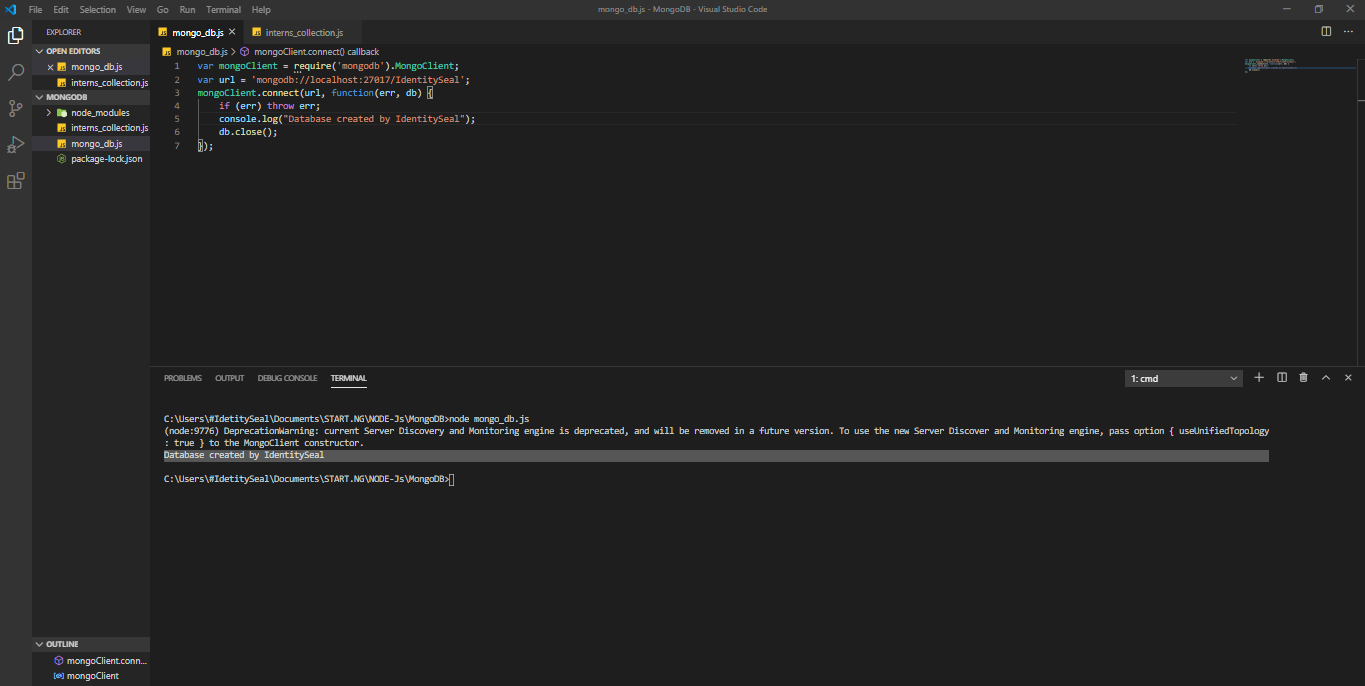 File Edit Selection View Go Run Terminal Help
mongo_db.js - MongoDB - Visual Studio Code
EXPLORER
OPEN EDITORS
mongo_db.js
interns_collection.js
MONGODB
node_modules
interns_collection.js
mongo_db.js
package-lock.json
OUTLINE
mongoClient.conn...
mongoClient
mongo_db.js
interns_collection.js
mongo_db.js > mongoClient.connect() callback
1 var mongoClient = require('mongodb').MongoClient;
2 var url = 'mongodb://localhost:27017/IdentitySeal';
3 mongoClient.connect(url, function(err, db) {
4 if (err) throw err;
5 console.log("Database created by IdentitySeal");
6 db.close();
7 });
PROBLEMS OUTPUT DEBUG CONSOLE TERMINAL
1: cmd
C:\Users\#IdetitySeal\Documents\START.NG\NODE-Js\MongoDB>node mongo_db.js
(node:9776) DeprecationWarning: current Server Discovery and Monitoring engine is deprecated, and will be removed in a future version. To use the new Server Discover and Monitoring engine, pass option { useUnifiedTopology
: true } to the MongoClient constructor.
Database created by IdentitySeal
C:\Users\#IdetitySeal\Documents\START.NG\NODE-Js\MongoDB>